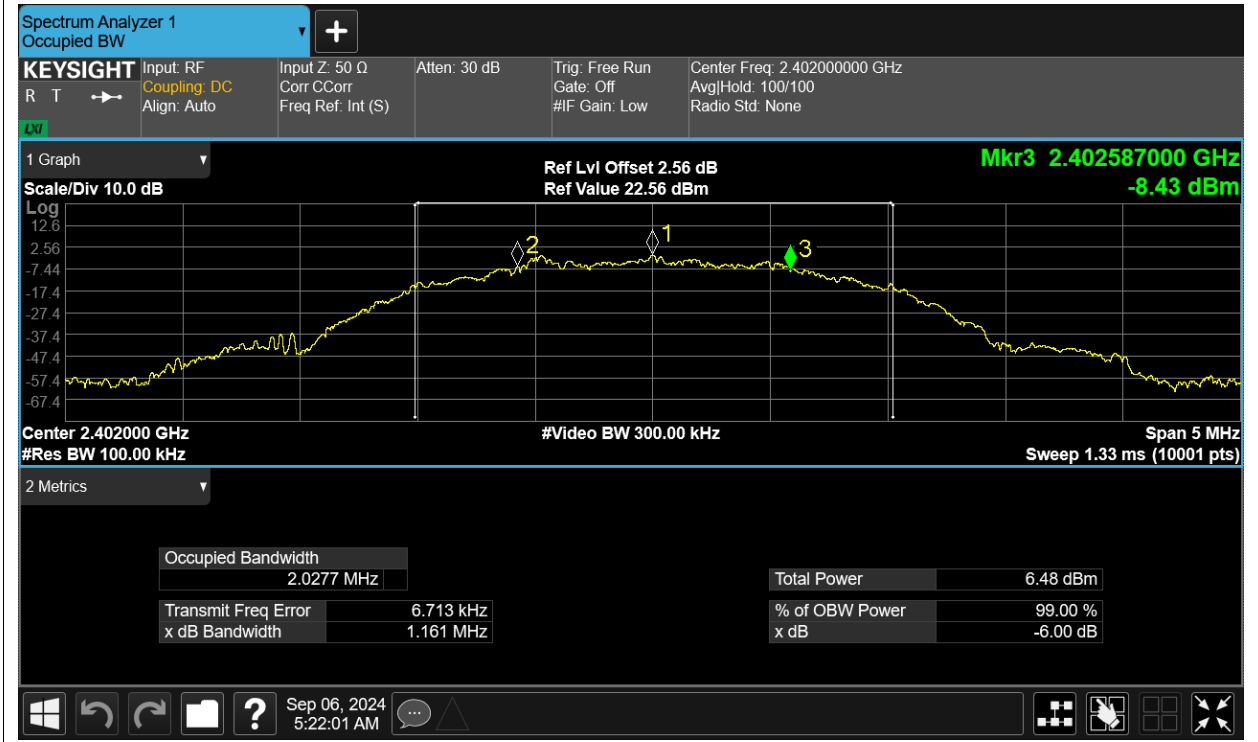 Spectrum Analyzer 1
Occupied BW
KEYSIGHT
R T
LXI
Input: RF
Coupling: DC
Align: Auto
Input Z: 50 Ω
Corr CCorr
Freq Ref: Int (S)
Atten: 30 dB
Trig: Free Run
Gate: Off
#IF Gain: Low
Center Freq: 2.402000000 GHz
Avg|Hold: 100/100
Radio Std: None
1 Graph
Scale/Div 10.0 dB
Ref Lvl Offset 2.56 dB
Ref Value 22.56 dBm
Mkr3 2.402587000 GHz
-8.43 dBm
Log
12.6
2.56
-7.44
-17.4
-27.4
-37.4
-47.4
-57.4
-67.4
2
1
3
Center 2.402000 GHz
#Video BW 300.00 kHz
Span 5 MHz
#Res BW 100.00 kHz
Sweep 1.33 ms (10001 pts)
2 Metrics
Occupied Bandwidth
2.0277 MHz
Transmit Freq Error 6.713 kHz
x dB Bandwidth 1.161 MHz
Total Power 6.48 dBm
% of OBW Power 99.00 %
x dB -6.00 dB
Sep 06, 2024
5:22:01 AM